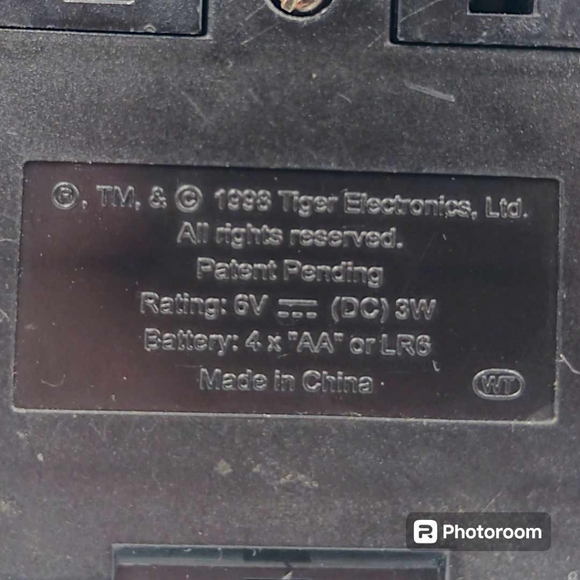 ®, TM, & © 1998 Tiger Electronics, Ltd.
All rights reserved.
Patent Pending
Rating: 6V ⎓ (DC) 3W
Battery: 4 x "AA" or LR6
Made in China
WT
Photoroom